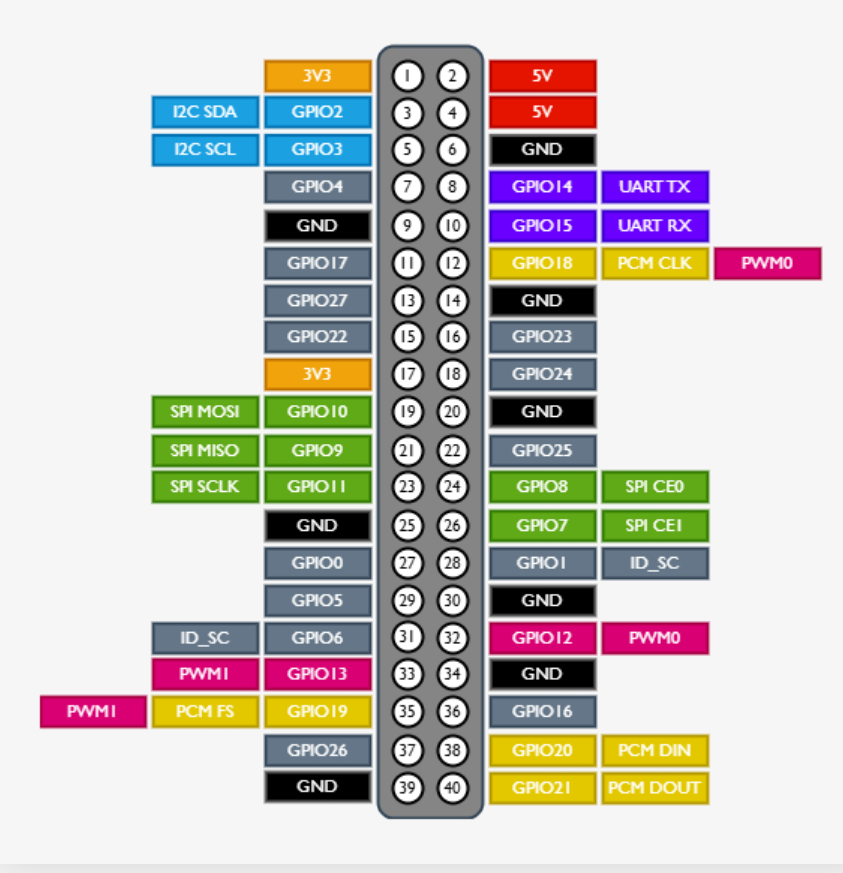 3V3 1 2 5V
I2C SDA GPIO2 3 4 5V
I2C SCL GPIO3 5 6 GND
GPIO4 7 8 GPIO14 UART TX
GND 9 10 GPIO15 UART RX
GPIO17 11 12 GPIO18 PCM CLK PWM0
GPIO27 13 14 GND
GPIO22 15 16 GPIO23
3V3 17 18 GPIO24
SPI MOSI GPIO10 19 20 GND
SPI MISO GPIO9 21 22 GPIO25
SPI SCLK GPIO11 23 24 GPIO8 SPI CE0
GND 25 26 GPIO7 SPI CE1
GPIO0 27 28 GPIO1 ID_SC
GPIO5 29 30 GND
ID_SC GPIO6 31 32 GPIO12 PWM0
PWM1 GPIO13 33 34 GND
PWM1 PCM FS GPIO19 35 36 GPIO16
GPIO26 37 38 GPIO20 PCM DIN
GND 39 40 GPIO21 PCM DOUT